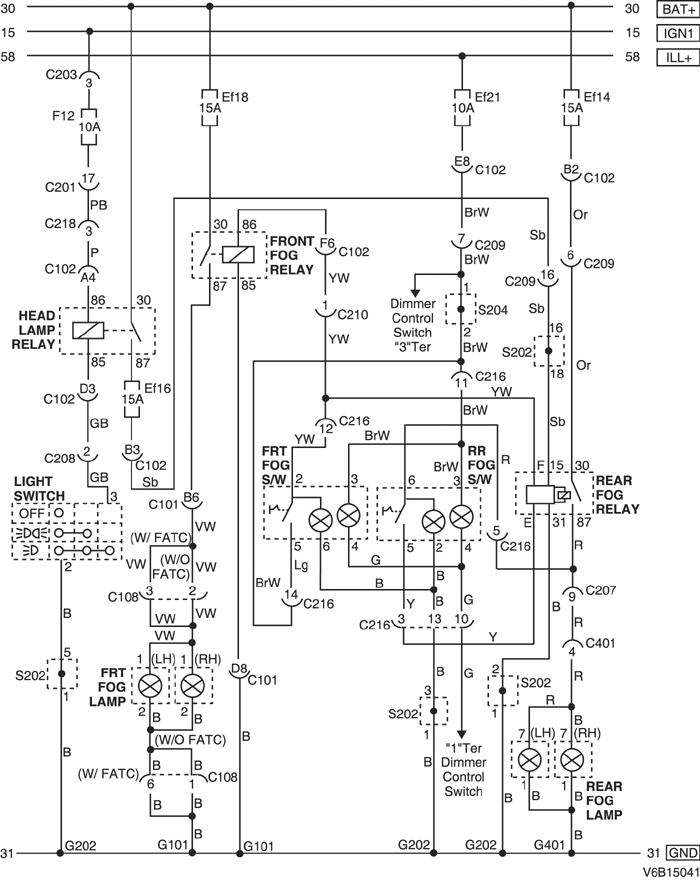 30 30 BAT+
15 15 IGN1
58 58 ILL+
C203 3
F12 10A
Ef18 15A
Ef21 10A
Ef14 15A
17 C201
PB
C218 3
P
C102 A4
E8 C102
B2 C102
BrW
Or
7 C209
BrW
Sb
6 C209
16 C209
Sb
30 86
FRONT
FOG
RELAY
87 85
F6 C102
YW
1 C210
YW
Dimmer
Control
Switch
"3"Ter
1 S204
2
BrW
16
S202
18
Or
86 30
HEAD
LAMP
RELAY
85 87
Ef16 15A
D3 C102
GB
2 C208
GB
B3 C102
Sb
11 C216
YW
BrW
Sb
12 C216
YW
BrW
R
FRT
FOG
S/W
2 3
5 6 4
RR
FOG
S/W
BrW
6 3
5 2 4
F 15 30
REAR
FOG
RELAY
E 31 87
LIGHT
SWITCH
3
OFF
2
B
B6 C101
VW
(W/ FATC)
(W/O
FATC)
VW VW
C108 3 2
VW VW
VW
Lg
BrW 14 C216
G
B
B
Y G
5 C216
R
B
9 C207
R
4 C401
R
C216 3 13 10
Y
5
S202
1
B
FRT
FOG
LAMP
1 (LH) 1 (RH)
2 2
B B
(W/O FATC)
B B
(W/ FATC)
6 1 C108
B B
B
D8 C101
B
B G
3
S202
1
B
"1"Ter
Dimmer
Control
Switch
2
S202
1
B
R B
7 (LH) 7 (RH)
1 1
B B
REAR
FOG
LAMP
B
31 G202 G101 G101 G202 G202 G401 31 GND
V6B15041